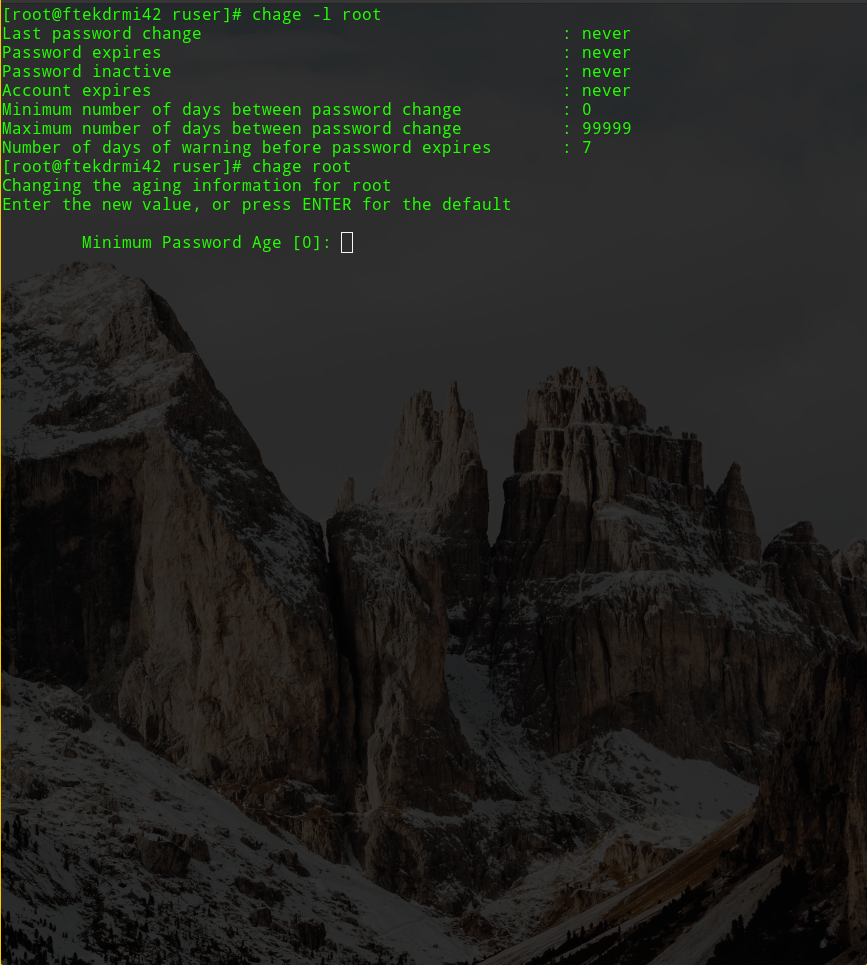 [root@ftekdrmi42 ruser]# chage -l root
Last password change                                    : never
Password expires                                        : never
Password inactive                                       : never
Account expires                                         : never
Minimum number of days between password change          : 0
Maximum number of days between password change          : 99999
Number of days of warning before password expires       : 7
[root@ftekdrmi42 ruser]# chage root
Changing the aging information for root
Enter the new value, or press ENTER for the default

        Minimum Password Age [0]: